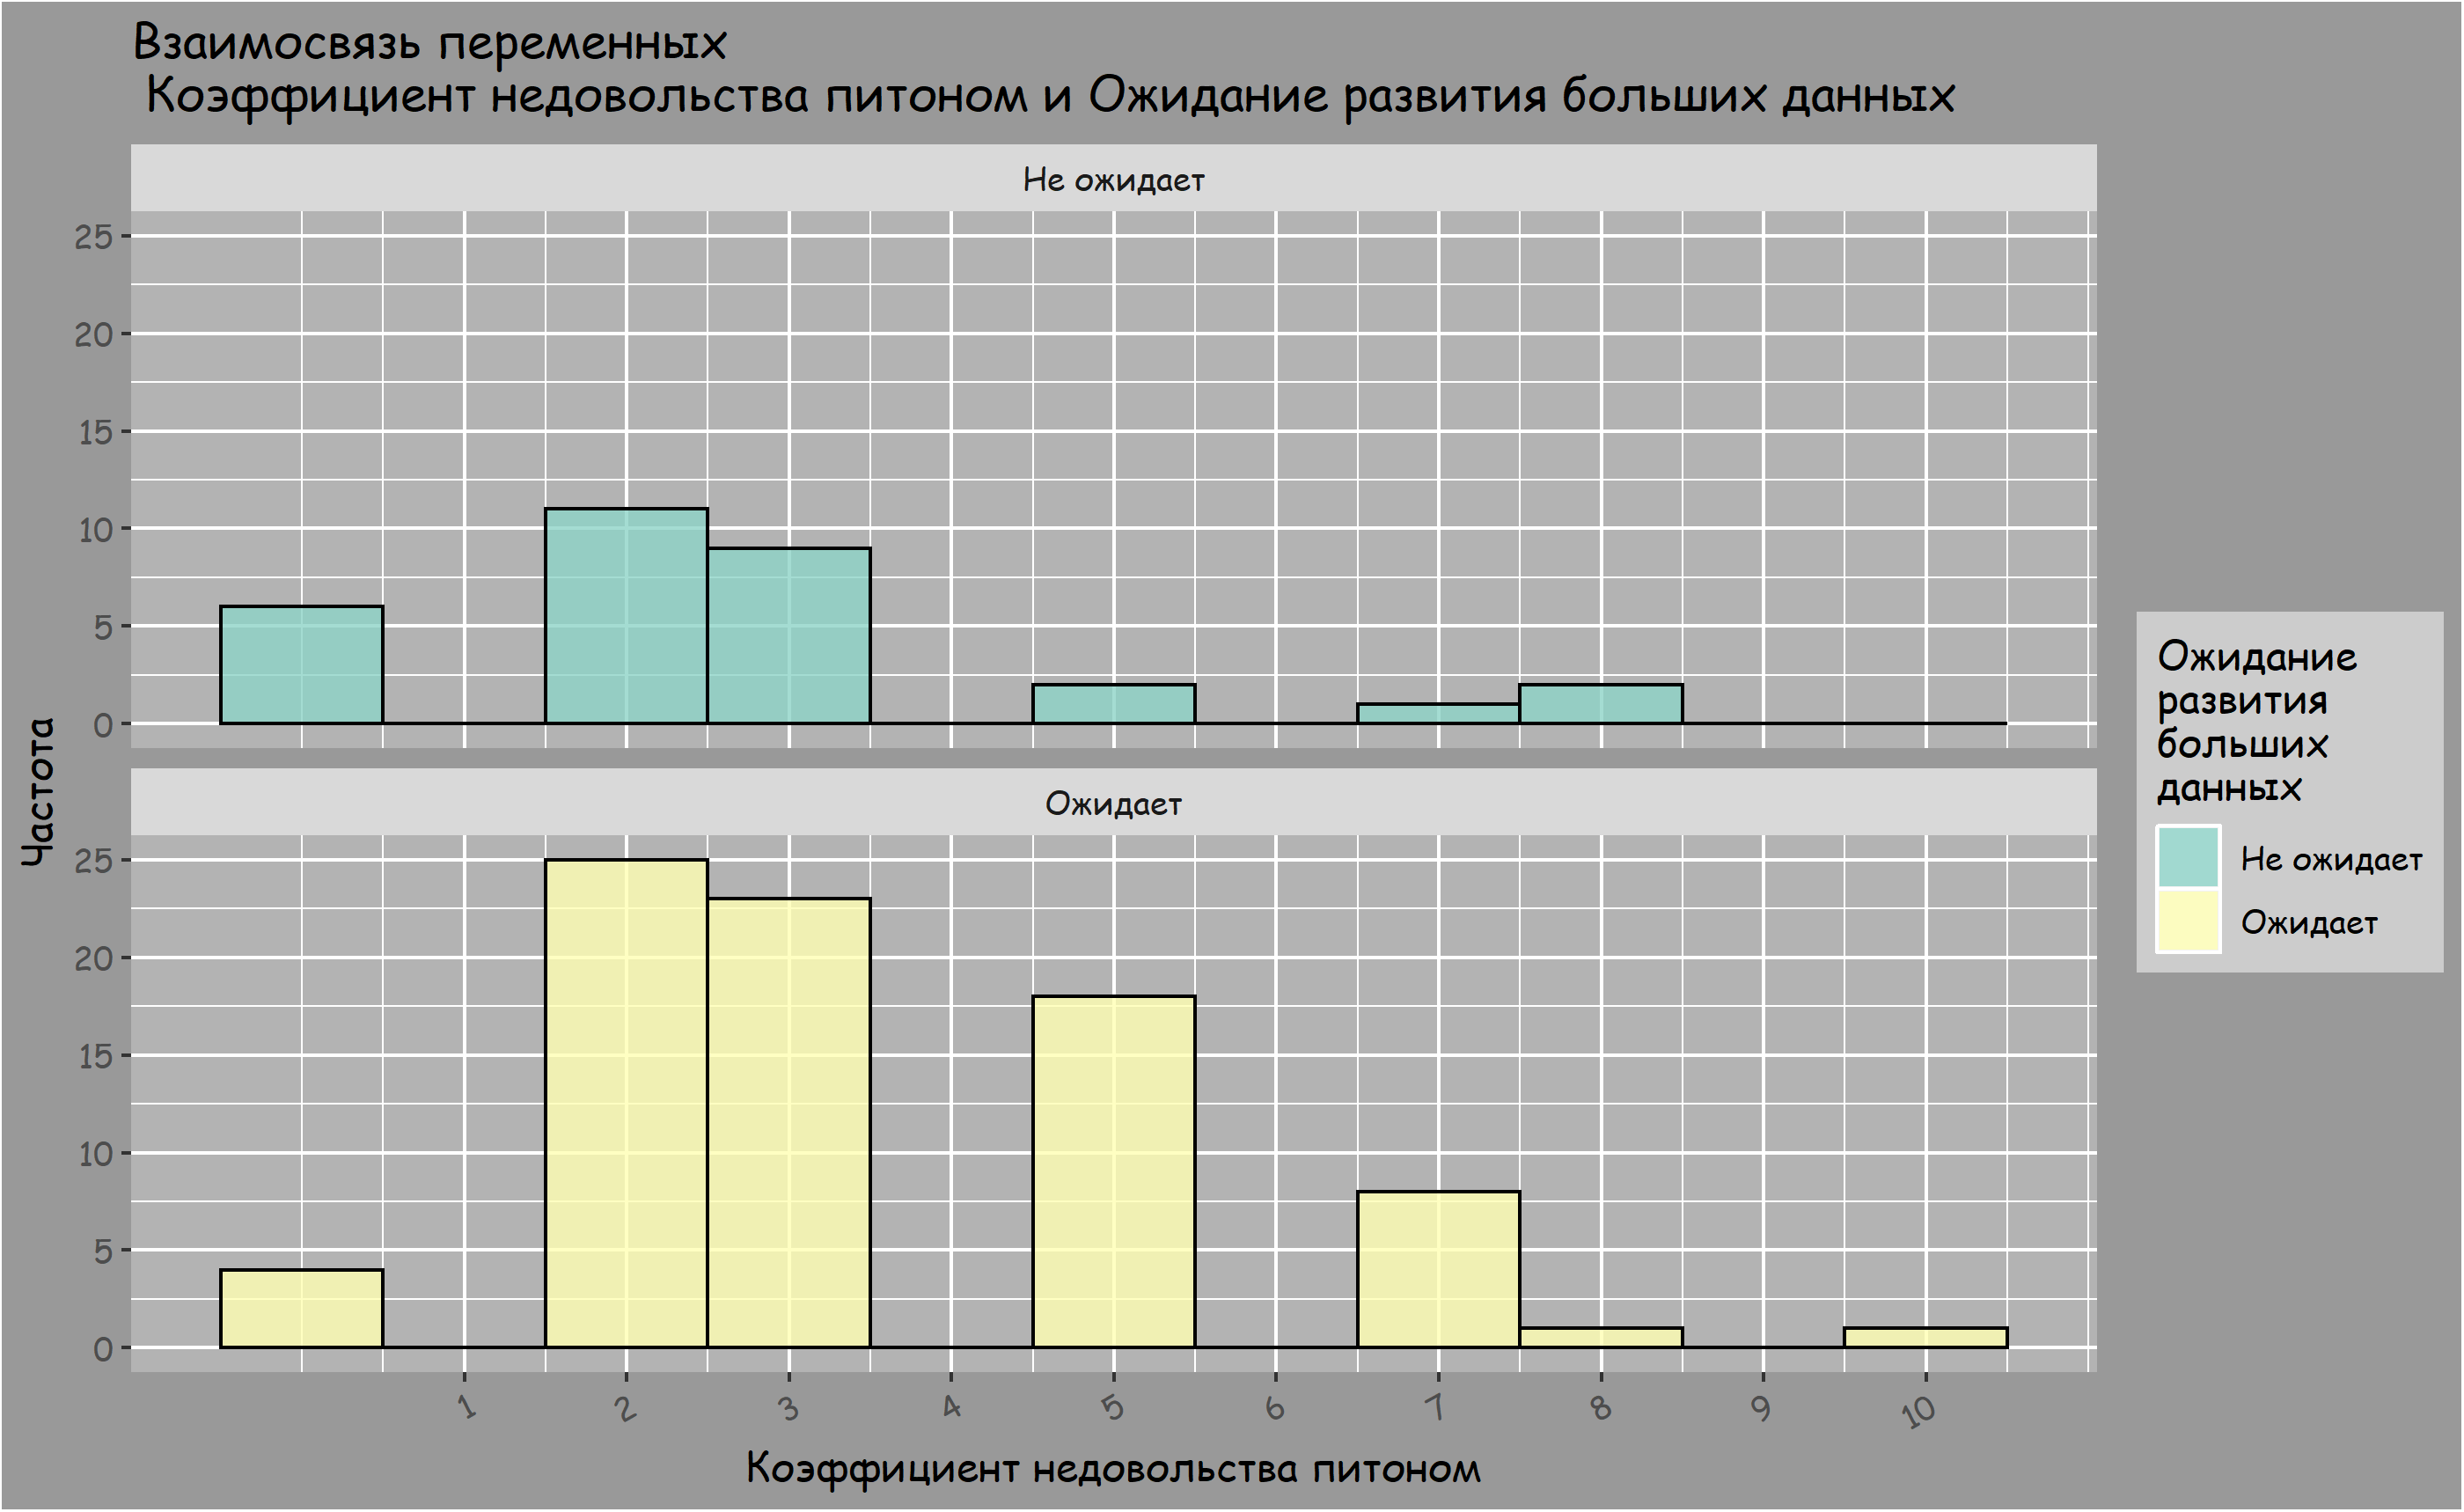 Взаимосвязь переменных
Коэффициент недовольства питоном и Ожидание развития больших данных
Не ожидает
25
20
15
10
5
0
Ожидает
25
20
15
10
5
0
1 2 3 4 5 6 7 8 9 10
Коэффициент недовольства питоном
Частота
Ожидание
развития
больших
данных
Не ожидает
Ожидает